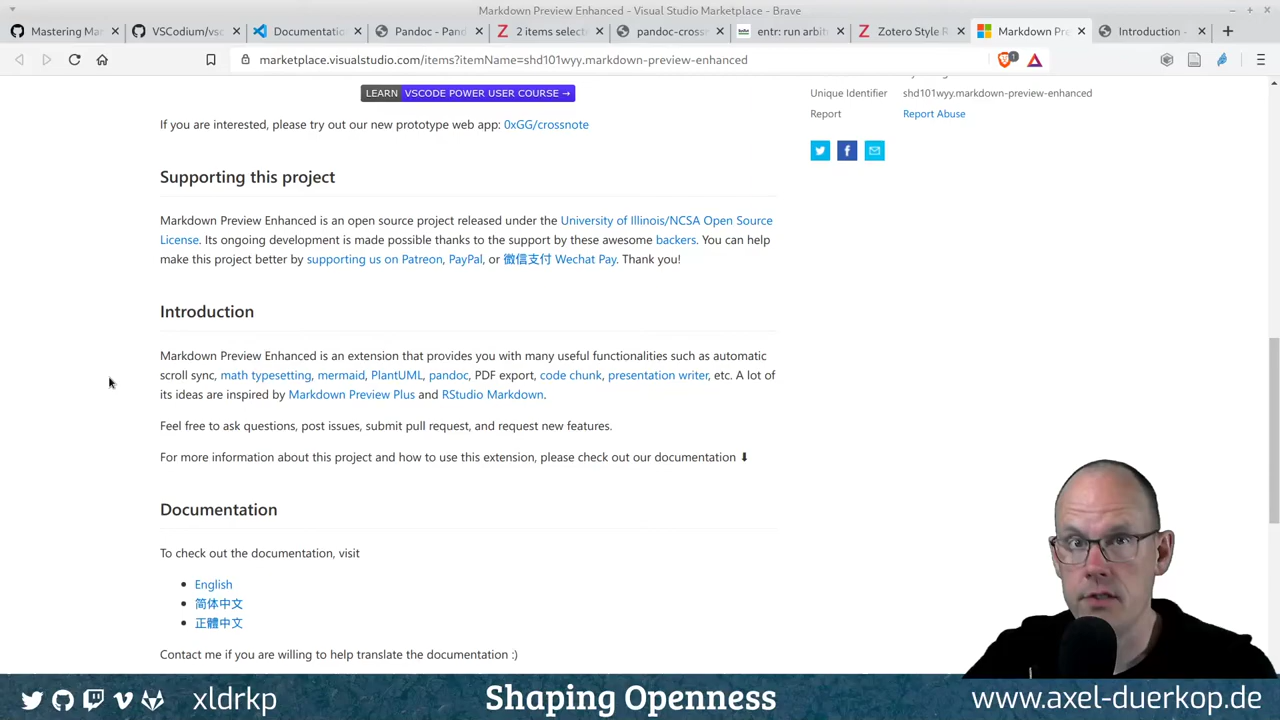 Markdown Preview Enhanced - Visual Studio Marketplace - Brave
Mastering Mar
VSCodium/vsc
Documentatio
Pandoc - Pand
2 items selec
pandoc-cross
entr: run arbit
Zotero Style R
Markdown Pre
Introduction -
marketplace.visualstudio.com/items?itemName=shd101wyy.markdown-preview-enhanced
1
LEARN VSCODE POWER USER COURSE →
If you are interested, please try out our new prototype web app: 0xGG/crossnote
Supporting this project
Markdown Preview Enhanced is an open source project released under the University of Illinois/NCSA Open Source
License. Its ongoing development is made possible thanks to the support by these awesome backers. You can help
make this project better by supporting us on Patreon, PayPal, or 微信支付 Wechat Pay. Thank you!
Introduction
Markdown Preview Enhanced is an extension that provides you with many useful functionalities such as automatic
scroll sync, math typesetting, mermaid, PlantUML, pandoc, PDF export, code chunk, presentation writer, etc. A lot of
its ideas are inspired by Markdown Preview Plus and RStudio Markdown.
Feel free to ask questions, post issues, submit pull request, and request new features.
For more information about this project and how to use this extension, please check out our documentation ⬇
Documentation
To check out the documentation, visit
• English
• 简体中文
• 正體中文
Contact me if you are willing to help translate the documentation :)
Unique Identifier shd101wyy.markdown-preview-enhanced
Report Report Abuse
xldrkp
Shaping Openness
www.axel-duerkop.de